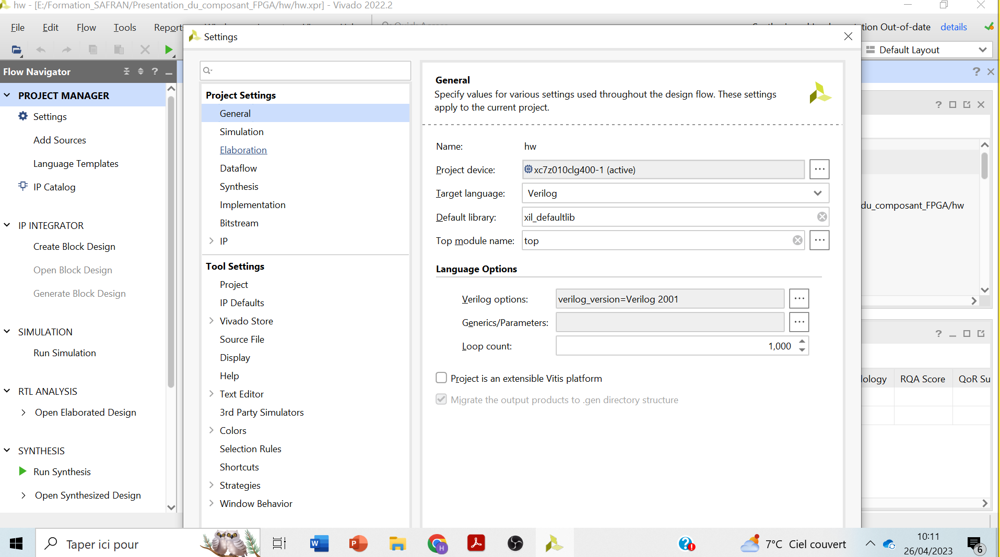 hw - [E:/Formation_SAFRAN/Presentation_du_composant_FPGA/hw/hw.xpr] - Vivado 2022.2
File Edit Flow Tools Report
tion Out-of-date details
Default Layout
Settings
Flow Navigator
PROJECT MANAGER
Settings
Add Sources
Language Templates
IP Catalog
IP INTEGRATOR
Create Block Design
Open Block Design
Generate Block Design
SIMULATION
Run Simulation
RTL ANALYSIS
Open Elaborated Design
SYNTHESIS
Run Synthesis
Open Synthesized Design
Project Settings
General
Simulation
Elaboration
Dataflow
Synthesis
Implementation
Bitstream
IP
Tool Settings
Project
IP Defaults
Vivado Store
Source File
Display
Help
Text Editor
3rd Party Simulators
Colors
Selection Rules
Shortcuts
Strategies
Window Behavior
General
Specify values for various settings used throughout the design flow. These settings
apply to the current project.
Name: hw
Project device: xc7z010clg400-1 (active)
Target language: Verilog
Default library: xil_defaultlib
Top module name: top
Language Options
Verilog options: verilog_version=Verilog 2001
Generics/Parameters:
Loop count: 1,000
Project is an extensible Vitis platform
Migrate the output products to .gen directory structure
du_composant_FPGA/hw
lology RQA Score QoR Su
Taper ici pour
7°C Ciel couvert
10:11
26/04/2023
6